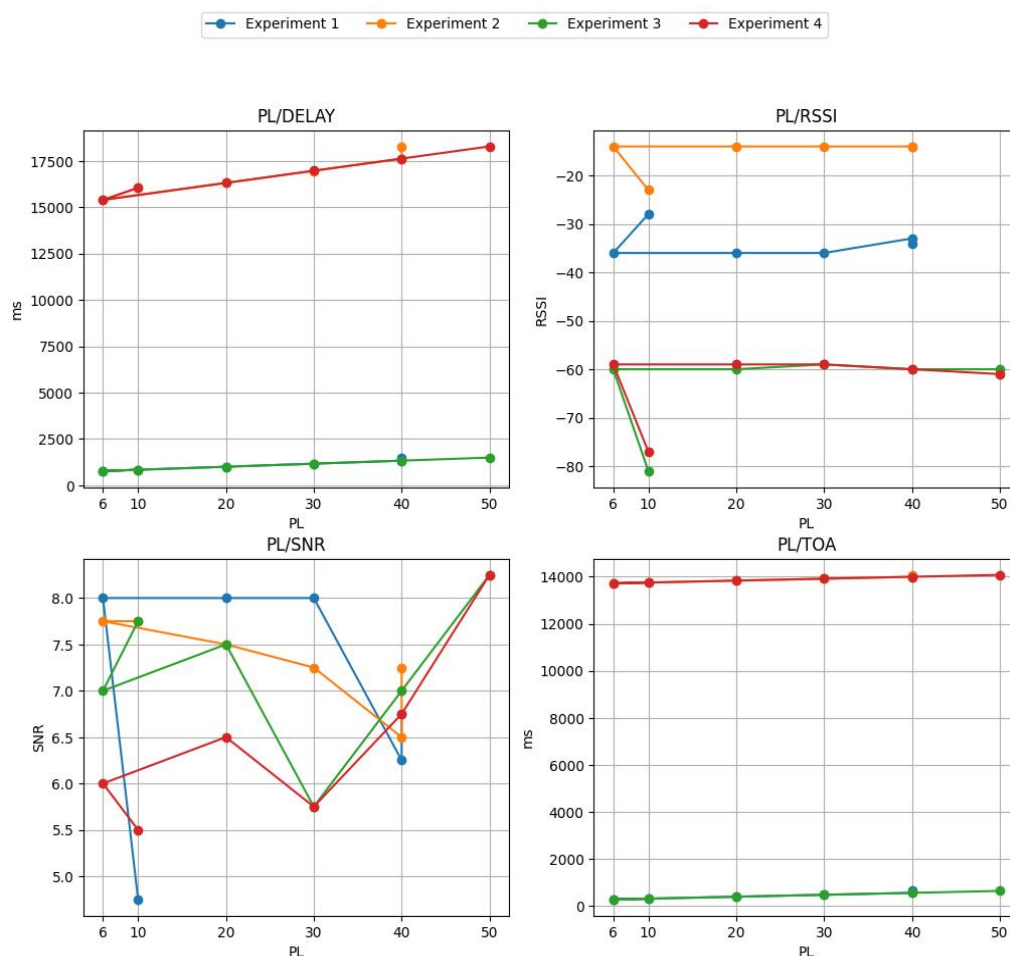 Experiment 1 Experiment 2 Experiment 3 Experiment 4
PL/DELAY
17500
15000
12500
10000
7500
5000
2500
0
ms
6 10 20 30 40 50
PL
PL/RSSI
−20
−30
−40
−50
−60
−70
−80
RSSI
6 10 20 30 40 50
PL
PL/SNR
8.0
7.5
7.0
6.5
6.0
5.5
5.0
SNR
6 10 20 30 40 50
PL
PL/TOA
14000
12000
10000
8000
6000
4000
2000
0
ms
6 10 20 30 40 50
PL